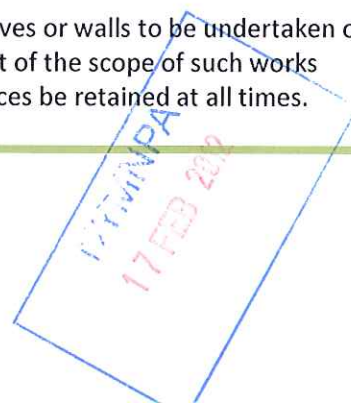 ves or walls to be undertaken o
t of the scope of such works
ces be retained at all times.
17 FEB 2012